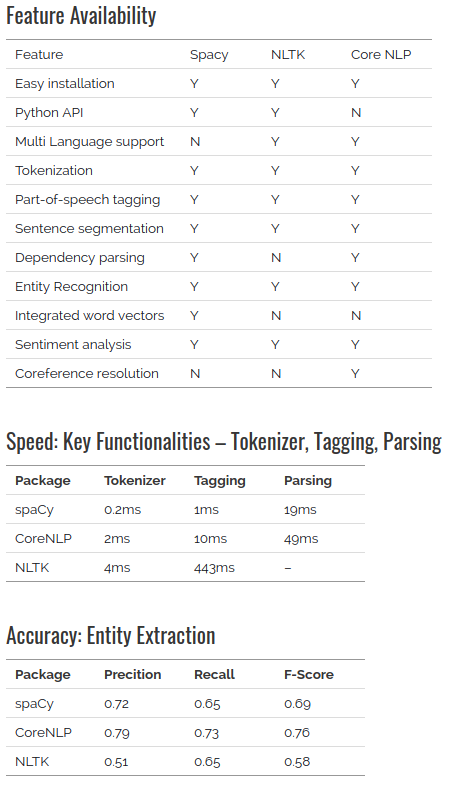 Feature Availability
Feature Spacy NLTK Core NLP
Easy installation Y Y Y
Python API Y Y N
Multi Language support N Y Y
Tokenization Y Y Y
Part-of-speech tagging Y Y Y
Sentence segmentation Y Y Y
Dependency parsing Y N Y
Entity Recognition Y Y Y
Integrated word vectors Y N N
Sentiment analysis Y Y Y
Coreference resolution N N Y
Speed: Key Functionalities – Tokenizer, Tagging, Parsing
Package Tokenizer Tagging Parsing
spaCy 0.2ms 1ms 19ms
CoreNLP 2ms 10ms 49ms
NLTK 4ms 443ms –
Accuracy: Entity Extraction
Package Precition Recall F-Score
spaCy 0.72 0.65 0.69
CoreNLP 0.79 0.73 0.76
NLTK 0.51 0.65 0.58